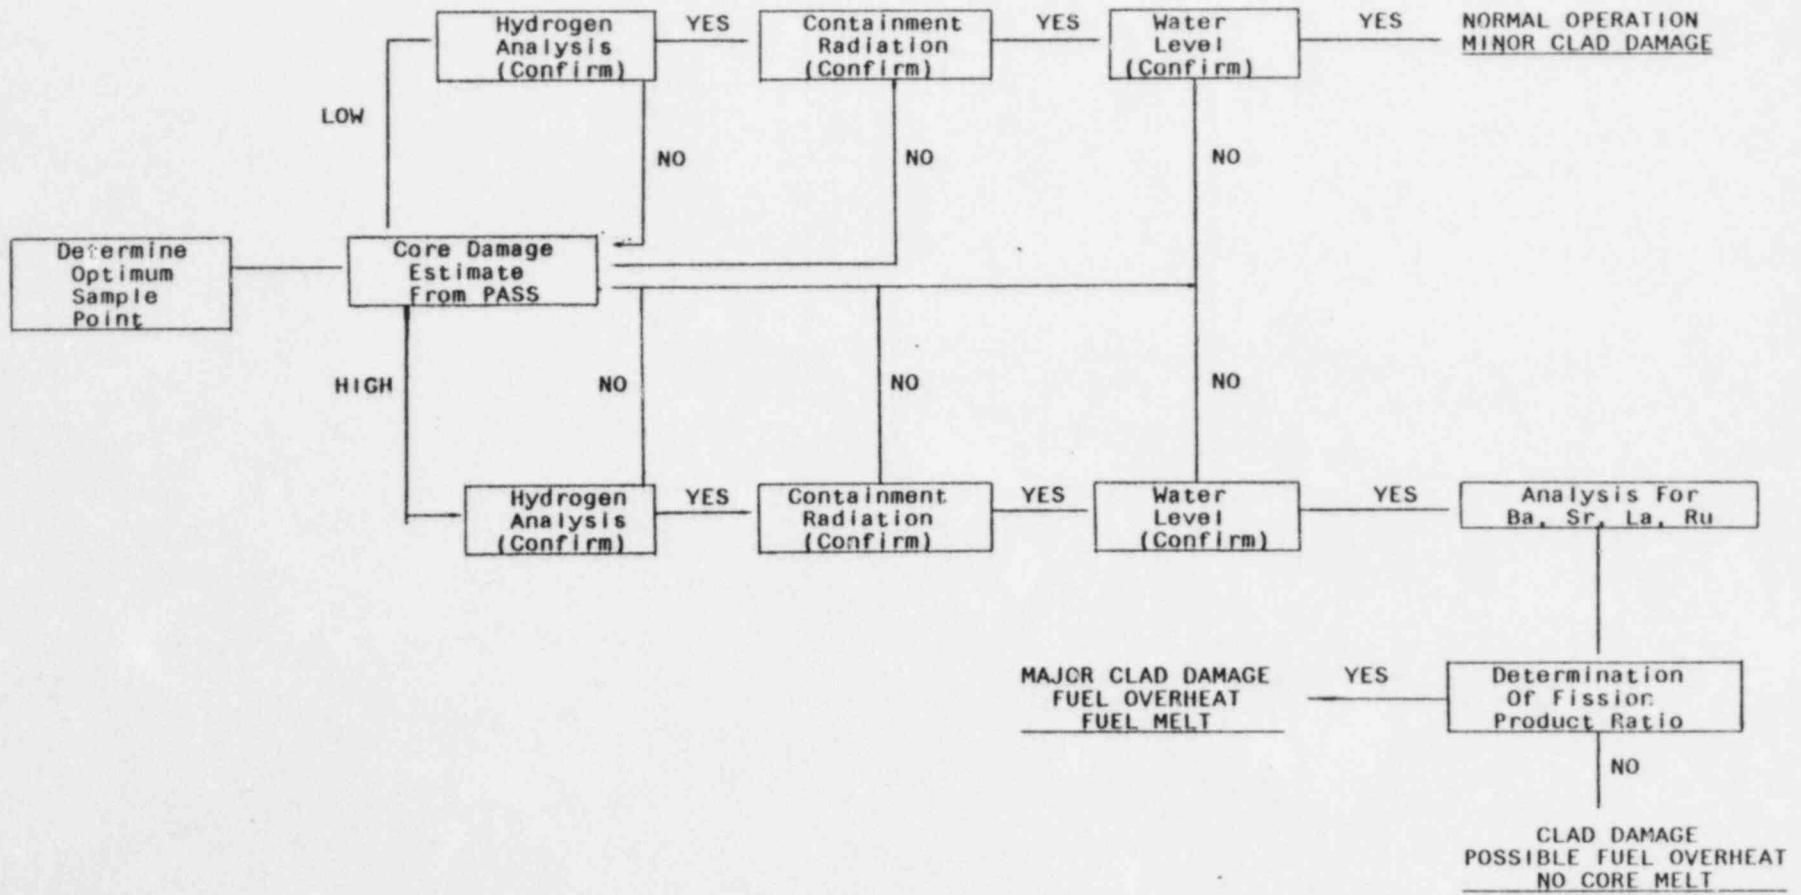 Hydrogen
Analysis
(Confirm)
YES
Containment
Radiation
(Confirm)
YES
Water
Level
(Confirm)
YES
NORMAL OPERATION
MINOR CLAD DAMAGE
LOW
NO
NO
NO
Determine
Optimum
Sample
Point
Core Damage
Estimate
From PASS
HIGH
NO
NO
NO
Hydrogen
Analysis
(Confirm)
YES
Containment
Radiation
(Confirm)
YES
Water
Level
(Confirm)
YES
Analysis For
Ba, Sr, La, Ru
MAJOR CLAD DAMAGE
FUEL OVERHEAT
FUEL MELT
YES
Determination
Of Fission
Product Ratio
NO
CLAD DAMAGE
POSSIBLE FUEL OVERHEAT
NO CORE MELT